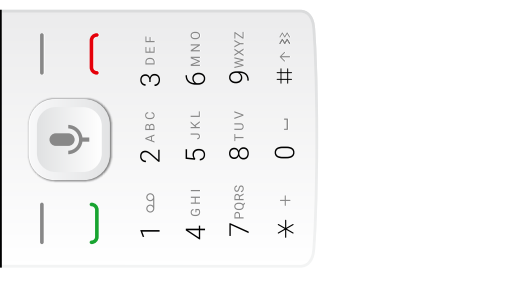 1
2 ABC
3 DEF
4 GHI
5 JKL
6 MNO
7 PQRS
8 TUV
9 WXYZ
* +
0
#